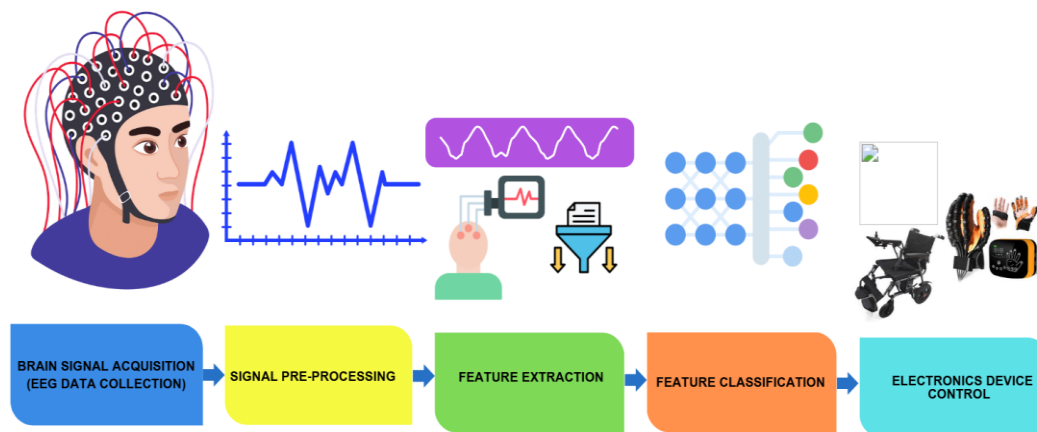 BRAIN SIGNAL ACQUISITION
(EEG DATA COLLECTION)
SIGNAL PRE-PROCESSING
FEATURE EXTRACTION
FEATURE CLASSIFICATION
ELECTRONICS DEVICE
CONTROL